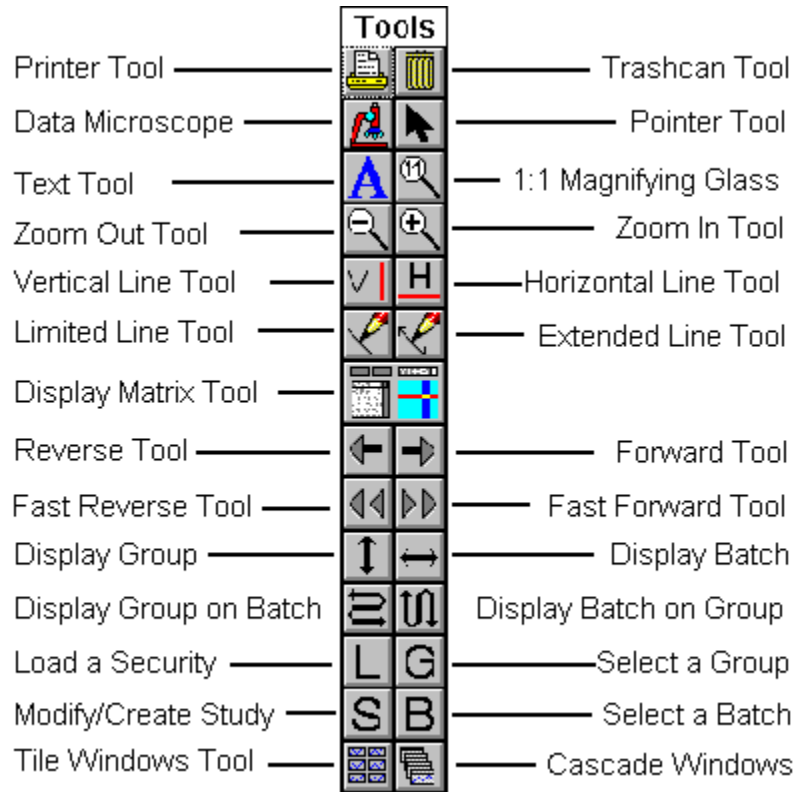 Tools
Printer Tool Trashcan Tool
Data Microscope Pointer Tool
Text Tool A 1:1 1:1 Magnifying Glass
Zoom Out Tool Zoom In Tool
Vertical Line Tool V H Horizontal Line Tool
Limited Line Tool Extended Line Tool
Display Matrix Tool
Reverse Tool Forward Tool
Fast Reverse Tool Fast Forward Tool
Display Group Display Batch
Display Group on Batch Display Batch on Group
Load a Security L G Select a Group
Modify/Create Study S B Select a Batch
Tile Windows Tool Cascade Windows